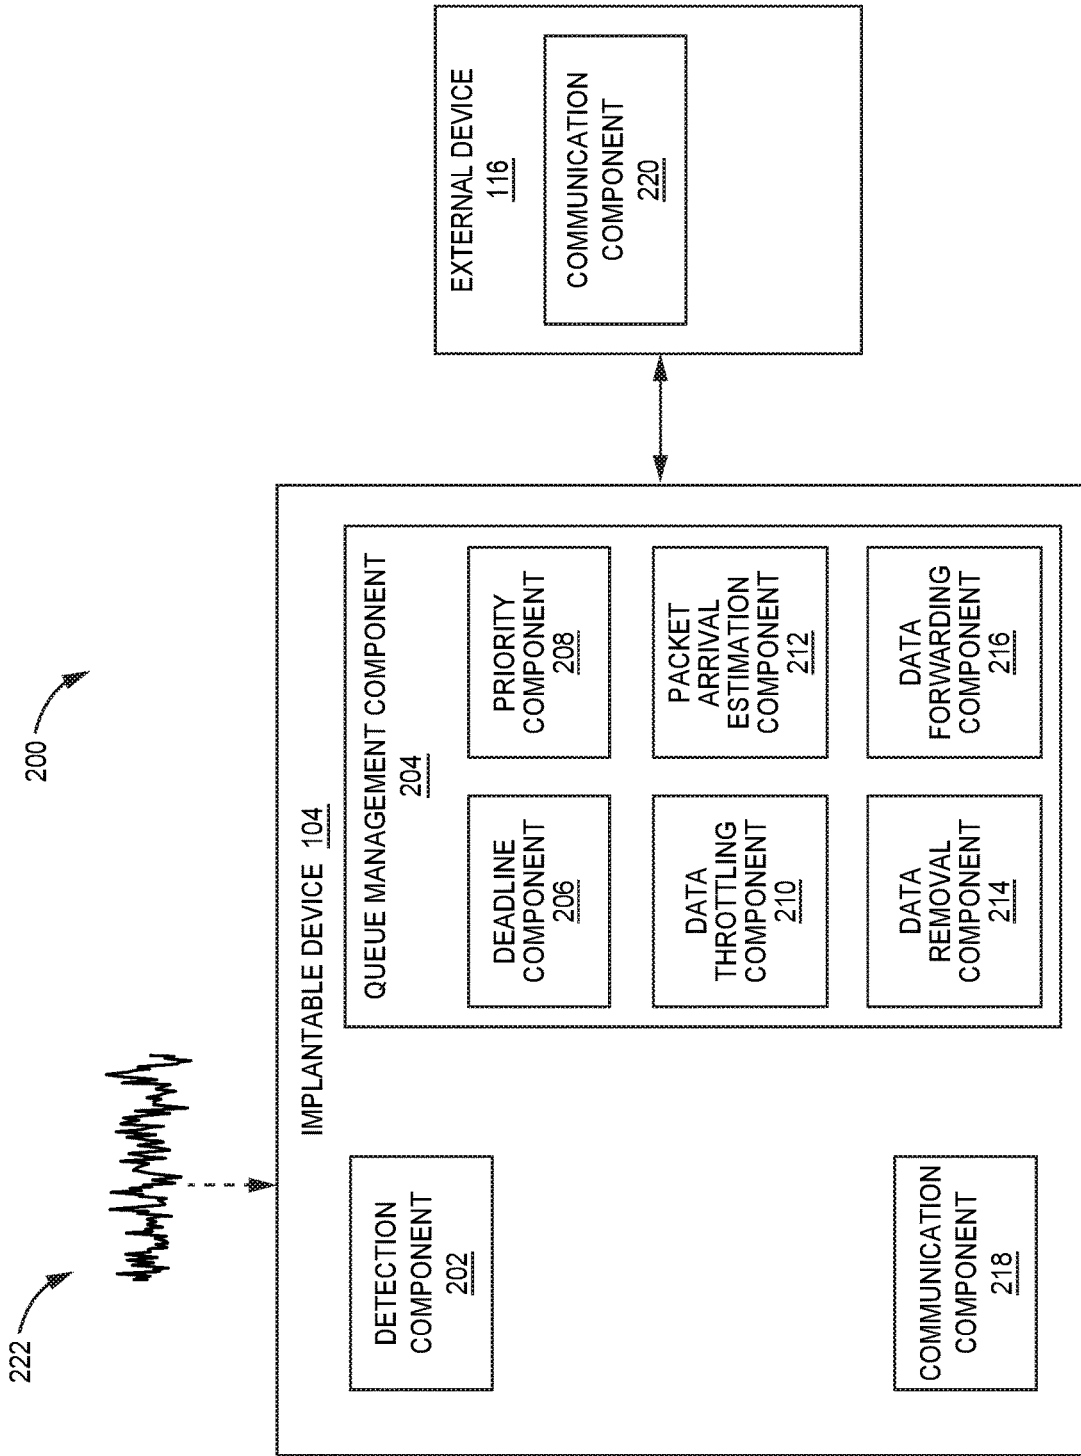 200
222
IMPLANTABLE DEVICE 104
DETECTION
COMPONENT
202
COMMUNICATION
COMPONENT
218
QUEUE MANAGEMENT COMPONENT
204
DEADLINE
COMPONENT
206
PRIORITY
COMPONENT
208
DATA
THROTTLING
COMPONENT
210
PACKET
ARRIVAL
ESTIMATION
COMPONENT
212
DATA
REMOVAL
COMPONENT
214
DATA
FORWARDING
COMPONENT
216
EXTERNAL DEVICE
116
COMMUNICATION
COMPONENT
220